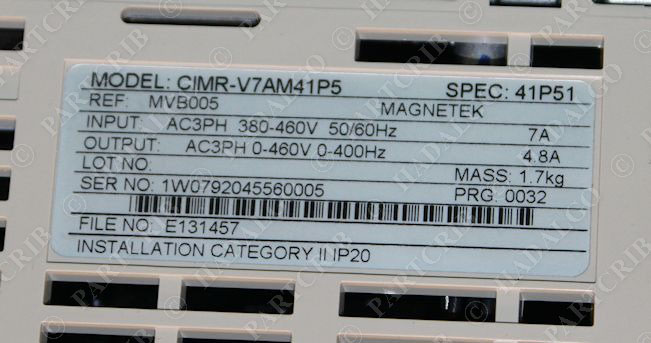 MODEL: CIMR-V7AM41P5 SPEC: 41P51
REF: MVB005 MAGNETEK
INPUT: AC3PH 380-460V 50/60Hz 7A
OUTPUT: AC3PH 0-460V 0-400Hz 4.8A
LOT NO: MASS: 1.7kg
SER NO: 1W0792045560005 PRG: 0032
FILE NO: E131457
INSTALLATION CATEGORY II IP20
© PARTCRIB © HADALGO